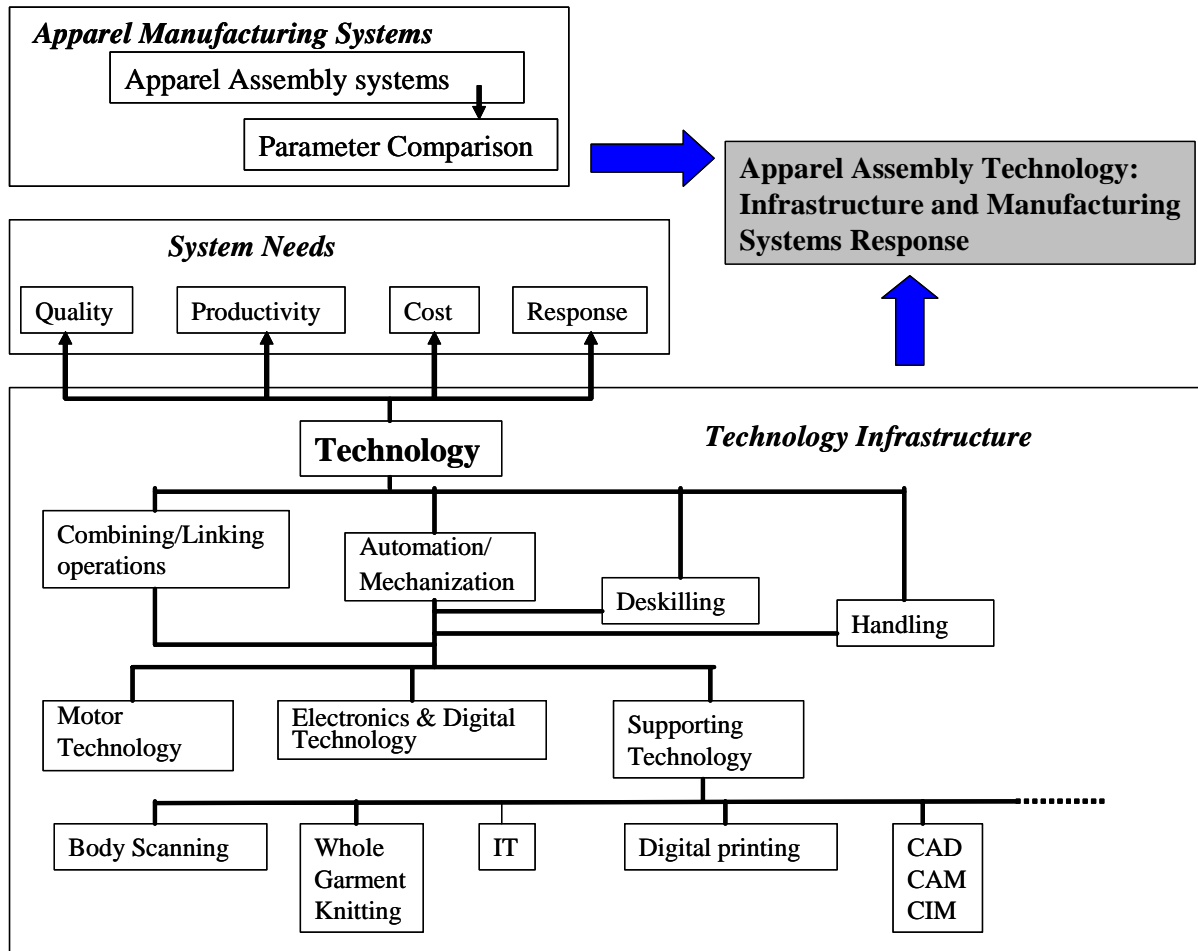 Apparel Manufacturing Systems
Apparel Assembly systems
Parameter Comparison
Apparel Assembly Technology:
Infrastructure and Manufacturing
Systems Response
System Needs
Quality
Productivity
Cost
Response
Technology
Technology Infrastructure
Combining/Linking
operations
Automation/
Mechanization
Deskilling
Handling
Motor
Technology
Electronics & Digital
Technology
Supporting
Technology
Body Scanning
Whole
Garment
Knitting
IT
Digital printing
CAD
CAM
CIM